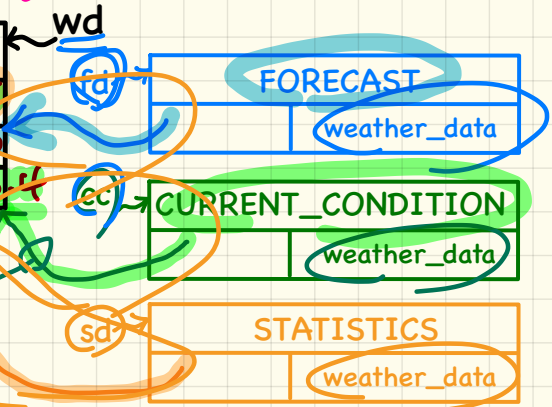 wd
fd
FORECAST
weather_data
cc
CURRENT_CONDITION
weather_data
sd
STATISTICS
weather_data